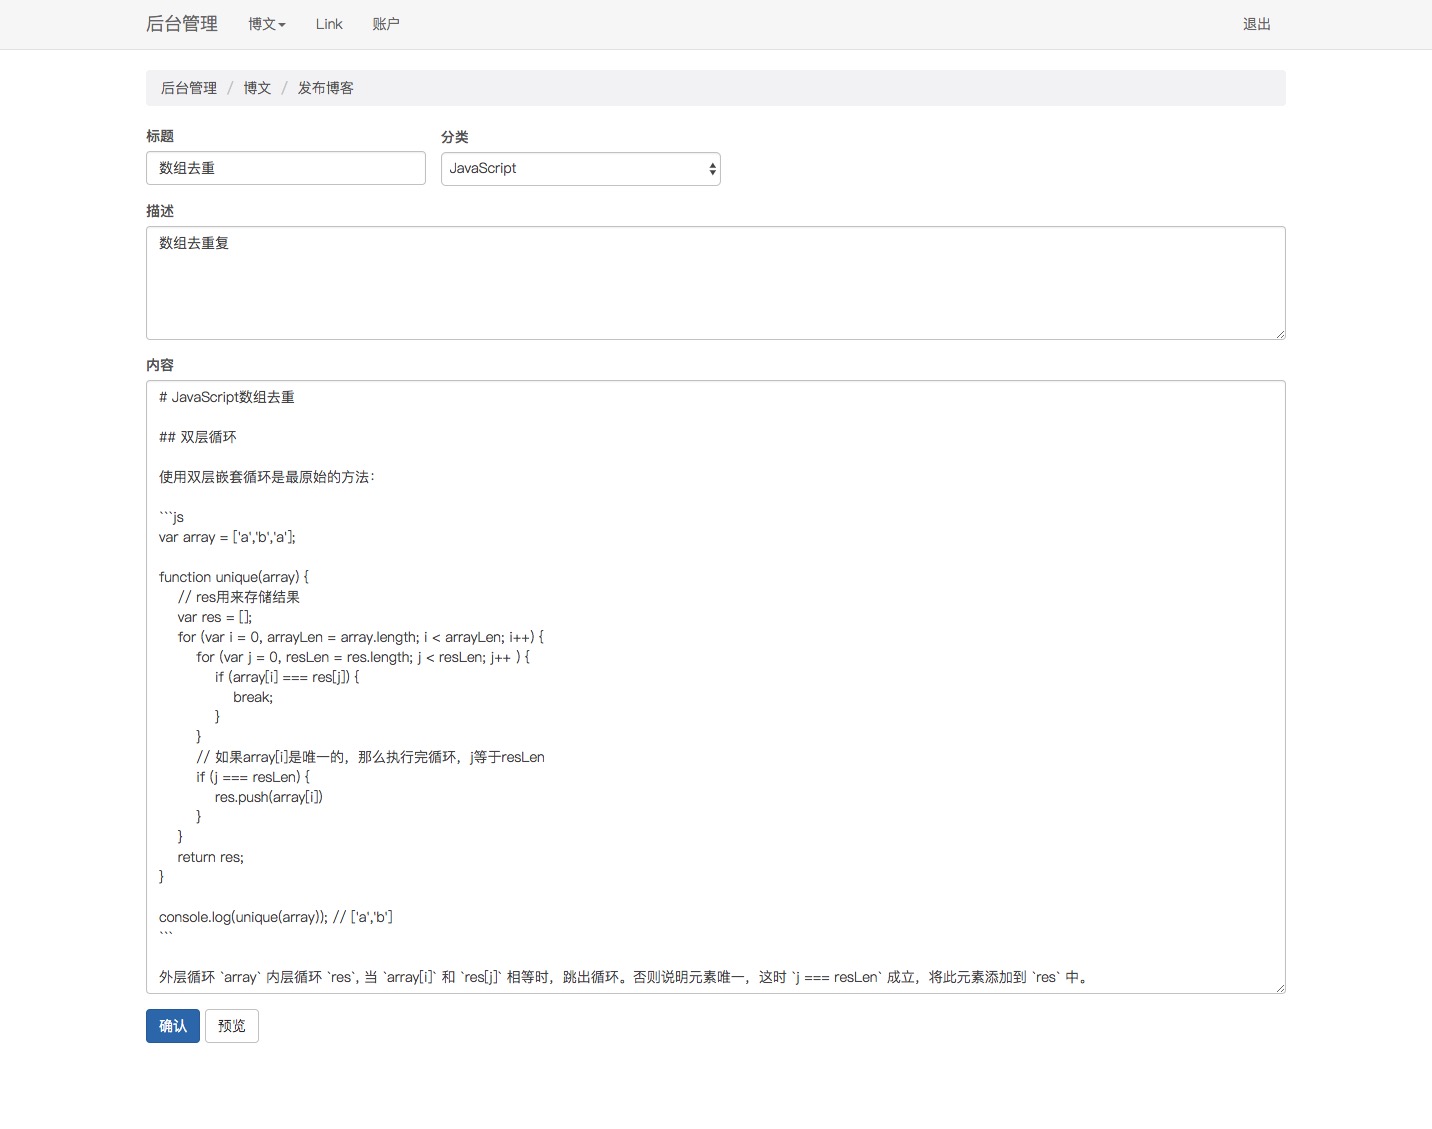 后台管理 博文 Link 账户 退出
后台管理 / 博文 / 发布博客
标题 分类
数组去重 JavaScript
描述
数组去重复
内容
# JavaScript数组去重
## 双层循环
使用双层嵌套循环是最原始的方法：
```js
var array = ['a','b','a'];
function unique(array) {
// res用来存储结果
var res = [];
for (var i = 0, arrayLen = array.length; i < arrayLen; i++) {
for (var j = 0, resLen = res.length; j < resLen; j++ ) {
if (array[i] === res[j]) {
break;
}
}
// 如果array[i]是唯一的，那么执行完循环，j等于resLen
if (j === resLen) {
res.push(array[i])
}
}
return res;
}
console.log(unique(array)); // ['a','b']
```
外层循环 `array` 内层循环 `res`, 当 `array[i]` 和 `res[j]` 相等时，跳出循环。否则说明元素唯一，这时 `j === resLen` 成立，将此元素添加到 `res` 中。
确认 预览